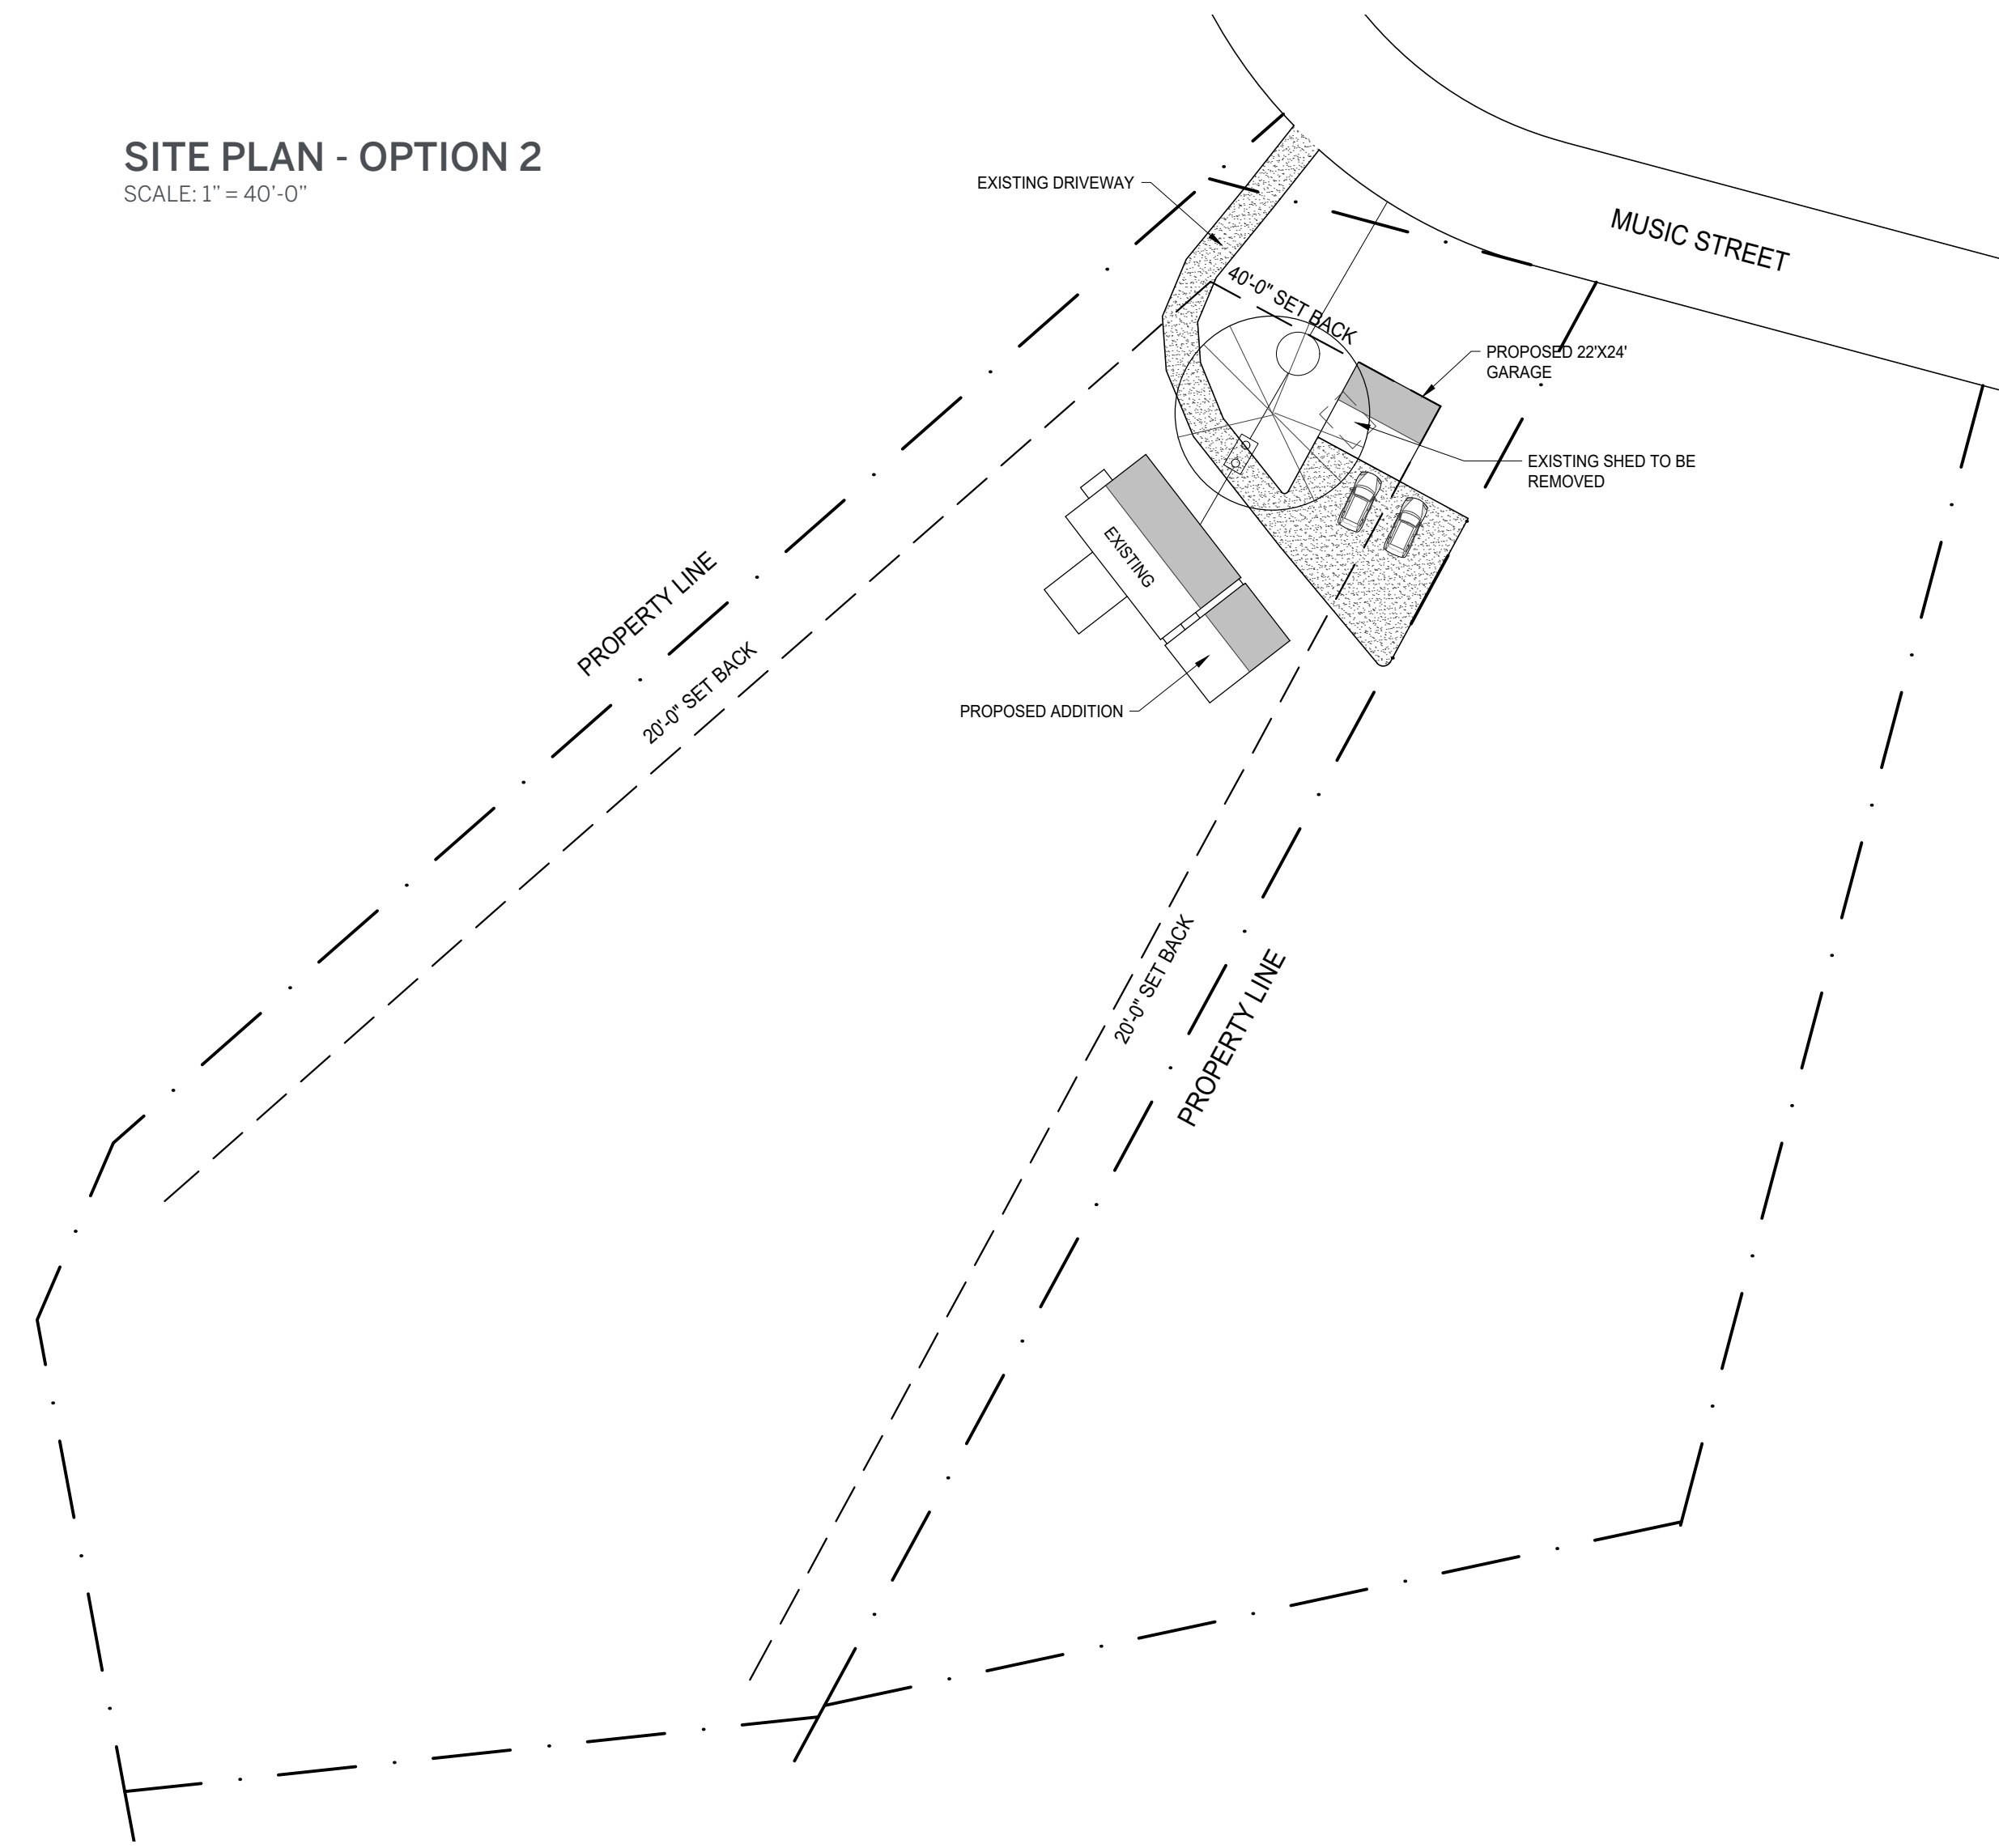 SITE PLAN - OPTION 2
SCALE: 1” = 40’-0”
EXISTING DRIVEWAY
MUSIC STREET
40'-0" SET BACK
PROPOSED 22'X24'
GARAGE
EXISTING SHED TO BE
REMOVED
EXISTING
PROPOSED ADDITION
PROPERTY LINE
20'-0" SET BACK
20'-0" SET BACK
PROPERTY LINE